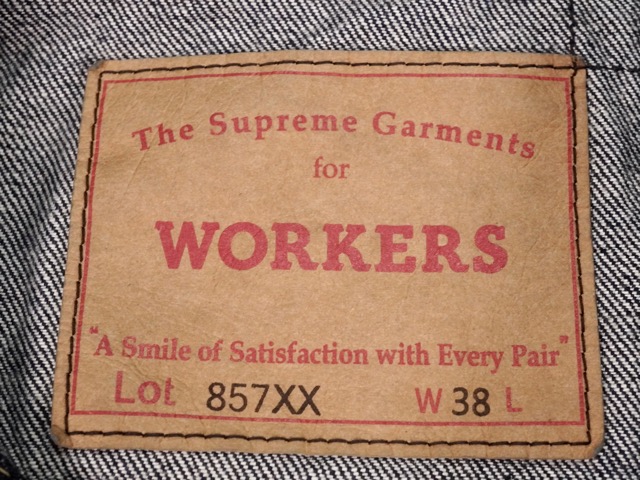 The Supreme Garments
for
WORKERS
"A Smile of Satisfaction with Every Pair"
Lot 857XX W 38 L